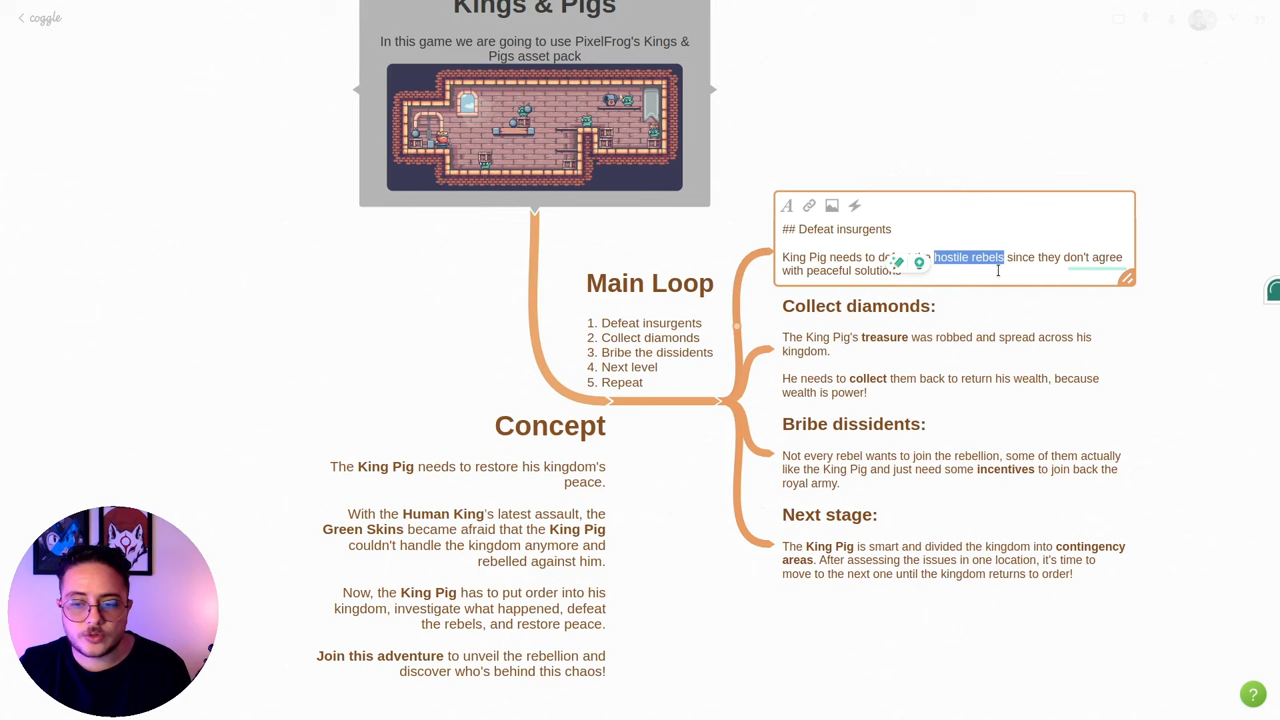 coggle
Kings & Pigs
In this game we are going to use PixelFrog's Kings &
Pigs asset pack
## Defeat insurgents
King Pig needs to hostile rebels since they don't agree
with peaceful solutions
Main Loop
1. Defeat insurgents
2. Collect diamonds
3. Bribe the dissidents
4. Next level
5. Repeat
Collect diamonds:
The King Pig's treasure was robbed and spread across his
kingdom.
He needs to collect them back to return his wealth, because
wealth is power!
Bribe dissidents:
Not every rebel wants to join the rebellion, some of them actually
like the King Pig and just need some incentives to join back the
royal army.
Next stage:
The King Pig is smart and divided the kingdom into contingency
areas. After assessing the issues in one location, it's time to
move to the next one until the kingdom returns to order!
Concept
The King Pig needs to restore his kingdom's
peace.
With the Human King's latest assault, the
Green Skins became afraid that the King Pig
couldn't handle the kingdom anymore and
rebelled against him.
Now, the King Pig has to put order into his
kingdom, investigate what happened, defeat
the rebels, and restore peace.
Join this adventure to unveil the rebellion and
discover who's behind this chaos!
?